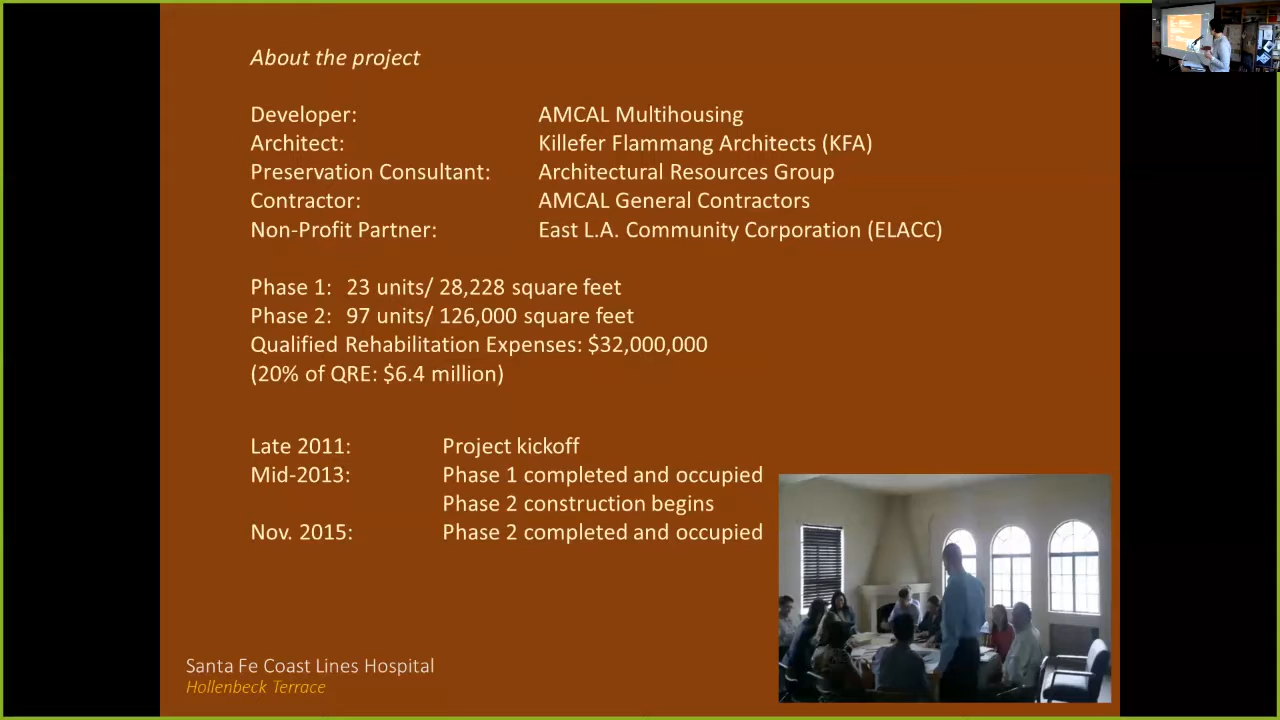 About the project
Developer: AMCAL Multihousing
Architect: Killefer Flammang Architects (KFA)
Preservation Consultant: Architectural Resources Group
Contractor: AMCAL General Contractors
Non-Profit Partner: East L.A. Community Corporation (ELACC)
Phase 1: 23 units/ 28,228 square feet
Phase 2: 97 units/ 126,000 square feet
Qualified Rehabilitation Expenses: $32,000,000
(20% of QRE: $6.4 million)
Late 2011: Project kickoff
Mid-2013: Phase 1 completed and occupied
Phase 2 construction begins
Nov. 2015: Phase 2 completed and occupied
Santa Fe Coast Lines Hospital
Hollenbeck Terrace